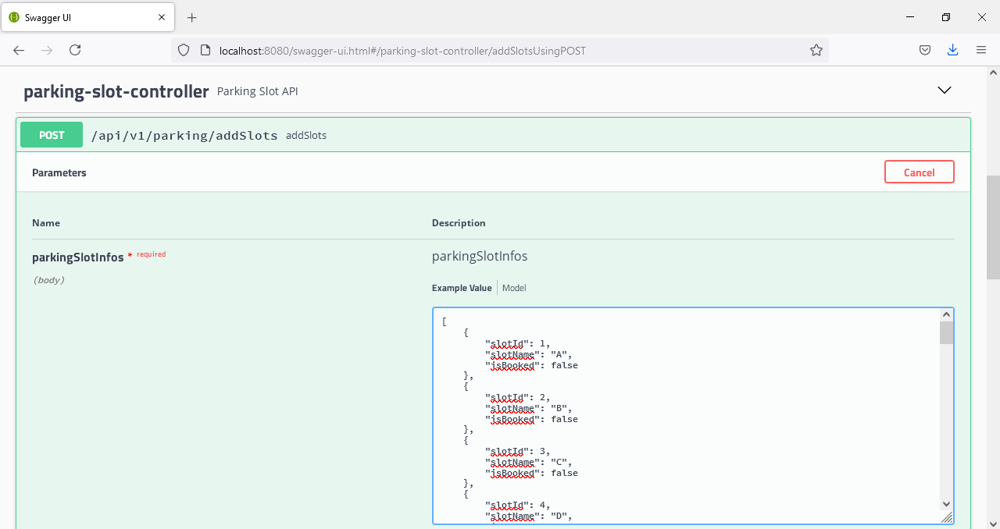 Swagger UI
localhost:8080/swagger-ui.html#/parking-slot-controller/addSlotsUsingPOST
parking-slot-controller Parking Slot API
POST /api/v1/parking/addSlots addSlots
Parameters Cancel
Name Description
parkingSlotInfos * required parkingSlotInfos
(body)
Example Value Model
[
    {
        "slotId": 1,
        "slotName": "A",
        "isBooked": false
    },
    {
        "slotId": 2,
        "slotName": "B",
        "isBooked": false
    },
    {
        "slotId": 3,
        "slotName": "C",
        "isBooked": false
    },
    {
        "slotId": 4,
        "slotName": "D",